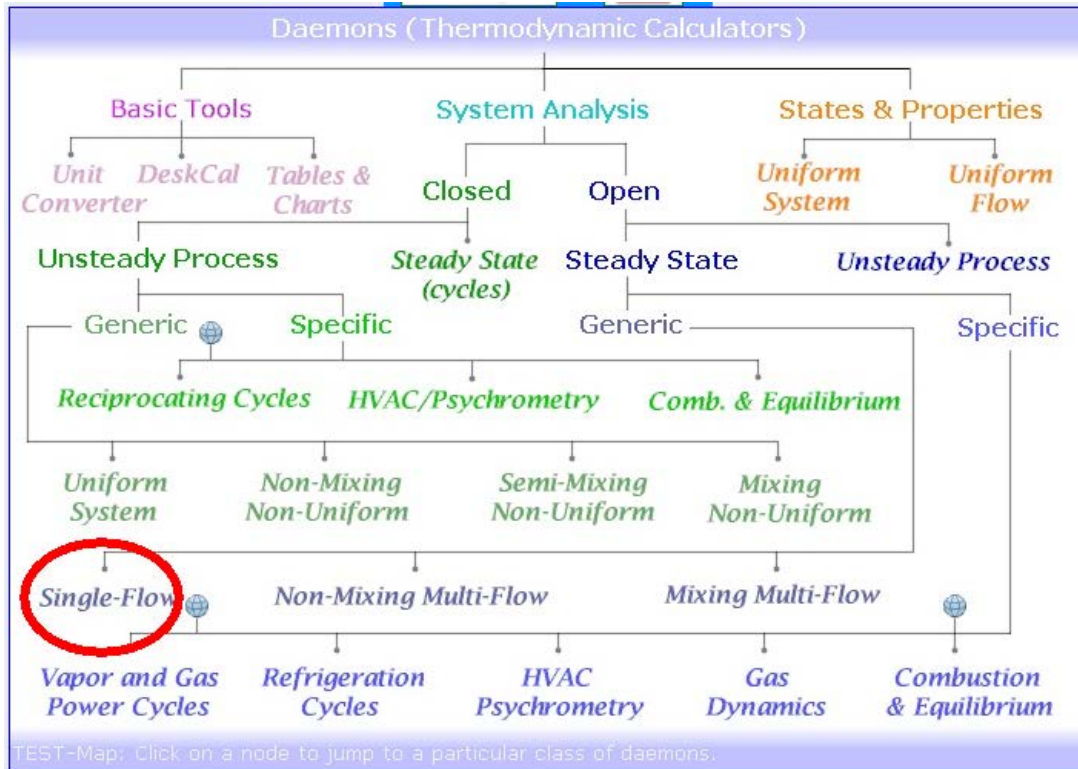 Daemons (Thermodynamic Calculators)
Basic Tools
System Analysis
States & Properties
Unit
Converter
DeskCal
Tables &
Charts
Closed
Open
Uniform
System
Uniform
Flow
Unsteady Process
Steady State
(cycles)
Steady State
Unsteady Process
Generic
Specific
Generic
Specific
Reciprocating Cycles
HVAC/Psychrometry
Comb. & Equilibrium
Uniform
System
Non-Mixing
Non-Uniform
Semi-Mixing
Non-Uniform
Mixing
Non-Uniform
Single-Flow
Non-Mixing Multi-Flow
Mixing Multi-Flow
Vapor and Gas
Power Cycles
Refrigeration
Cycles
HVAC
Psychrometry
Gas
Dynamics
Combustion
& Equilibrium
TEST-Map: Click on a node to jump to a particular class of daemons.